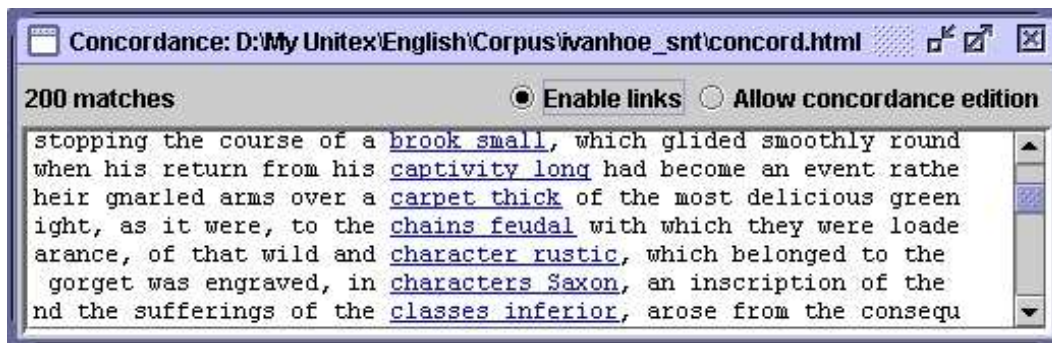 Concordance: D:\My Unitex\English\Corpus\ivanhoe_snt\concord.html
200 matches Enable links Allow concordance edition
stopping the course of a brook small, which glided smoothly round
when his return from his captivity long had become an event rathe
heir gnarled arms over a carpet thick of the most delicious green
ight, as it were, to the chains feudal with which they were loade
arance, of that wild and character rustic, which belonged to the
gorget was engraved, in characters Saxon, an inscription of the
nd the sufferings of the classes inferior, arose from the consequ